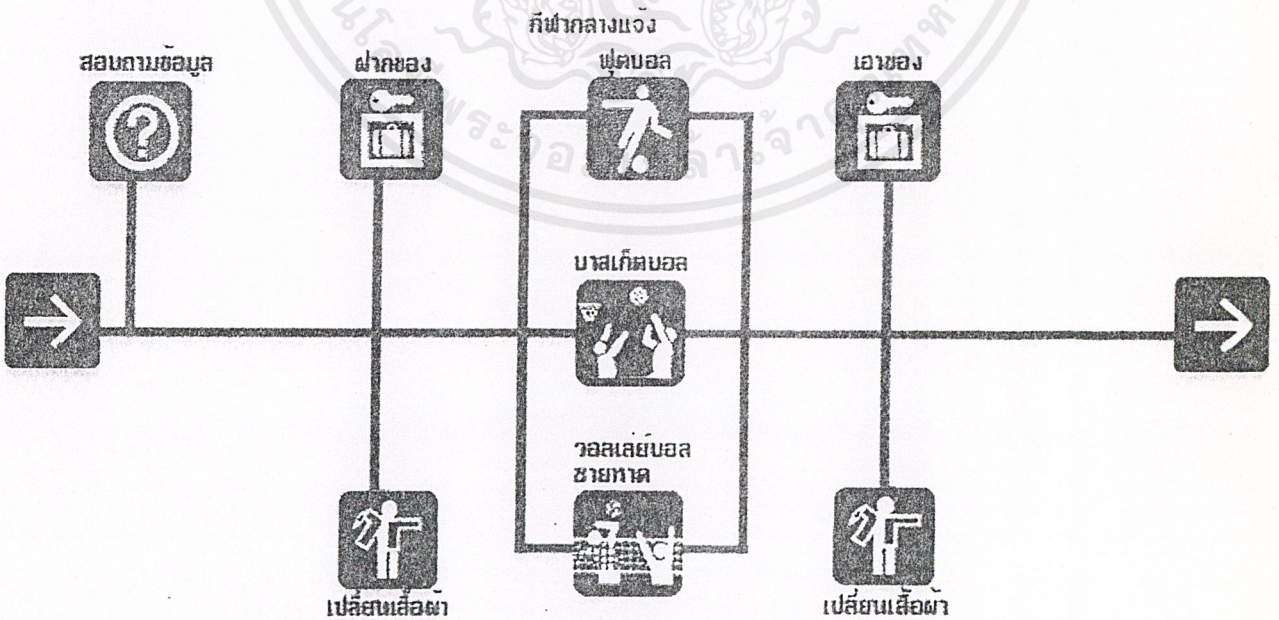 กีฬากลางแจ้ง
สอบถามข้อมูล
ฝากของ
ฟุตบอล
เอาของ
บาสเก็ตบอล
วอลเลย์บอล
ชายหาด
เปลี่ยนเสื้อผ้า
เปลี่ยนเสื้อผ้า